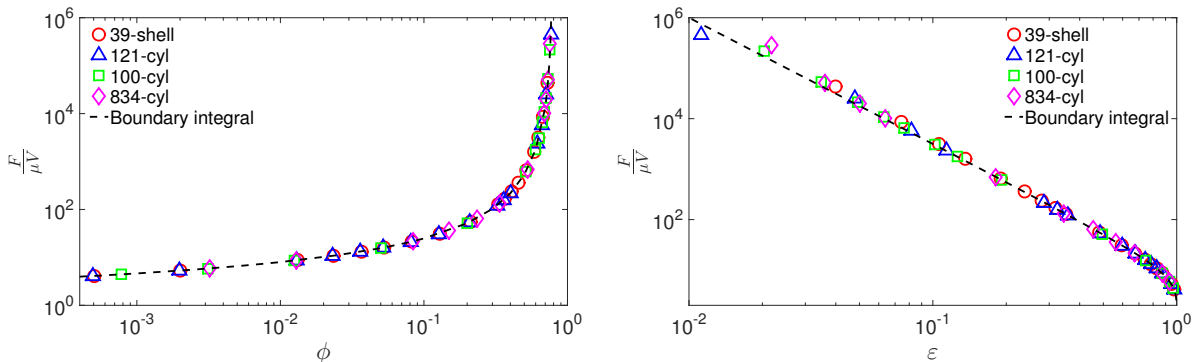 39-shell
121-cyl
100-cyl
834-cyl
Boundary integral
10^6
10^4
10^2
10^0
F/μV
10^-3
10^-2
10^-1
10^0
ϕ
39-shell
121-cyl
100-cyl
834-cyl
Boundary integral
10^6
10^4
10^2
F/μV
10^-2
10^-1
10^0
ε